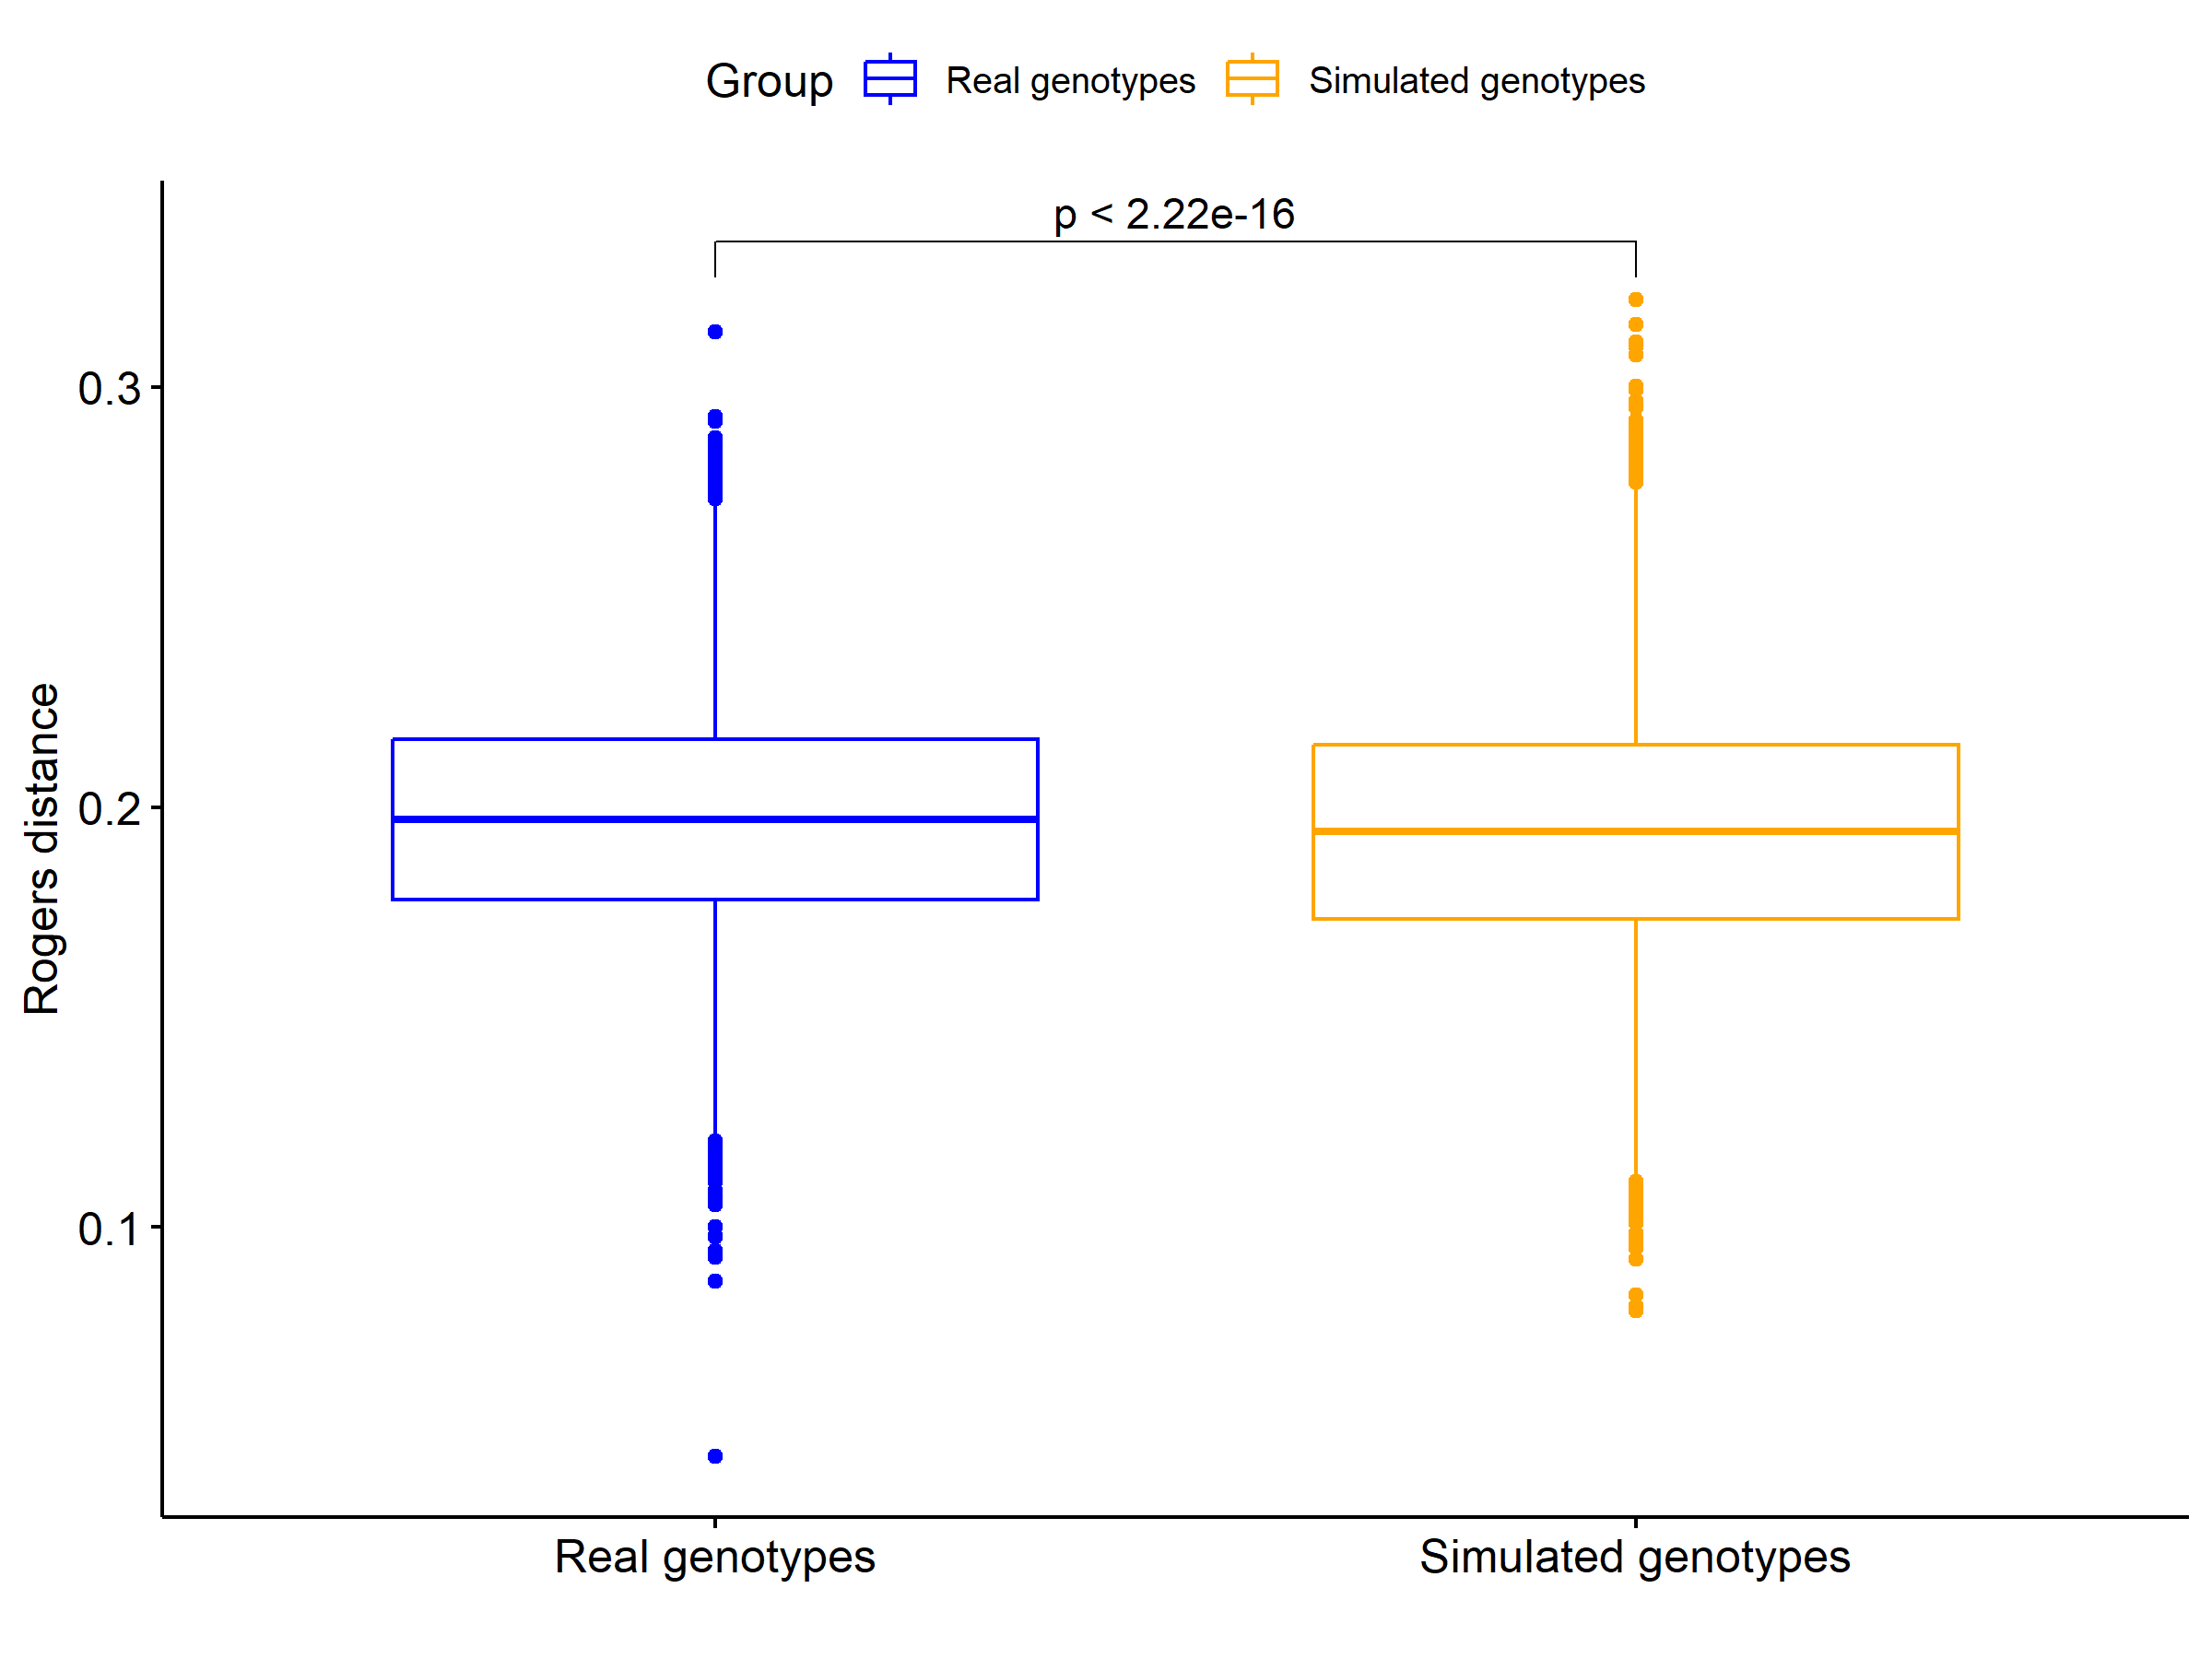 Group Real genotypes Simulated genotypes
p < 2.22e-16
0.3
0.2
0.1
Rogers distance
Real genotypes Simulated genotypes